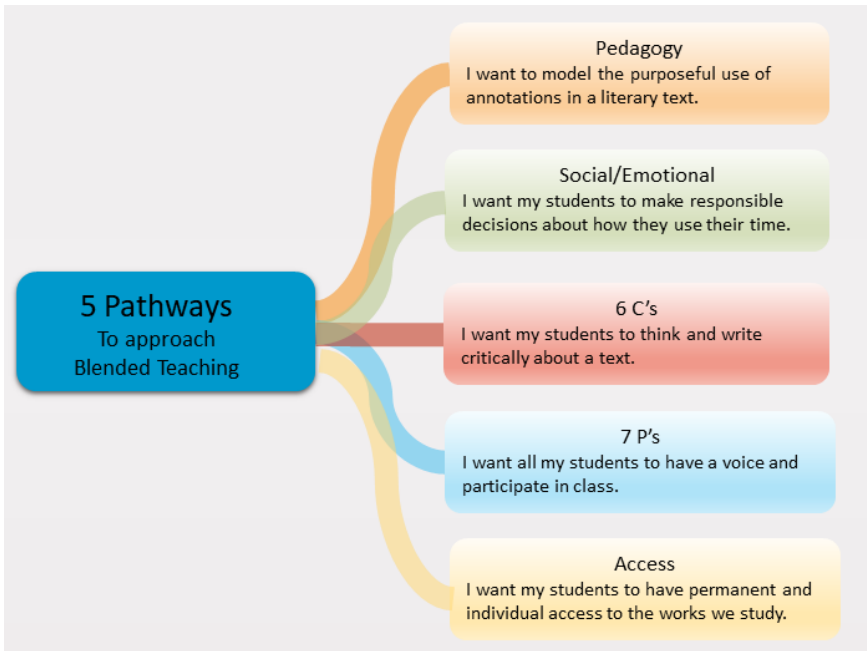 5 Pathways
To approach
Blended Teaching
Pedagogy
I want to model the purposeful use of
annotations in a literary text.
Social/Emotional
I want my students to make responsible
decisions about how they use their time.
6 C's
I want my students to think and write
critically about a text.
7 P's
I want all my students to have a voice and
participate in class.
Access
I want my students to have permanent and
individual access to the works we study.